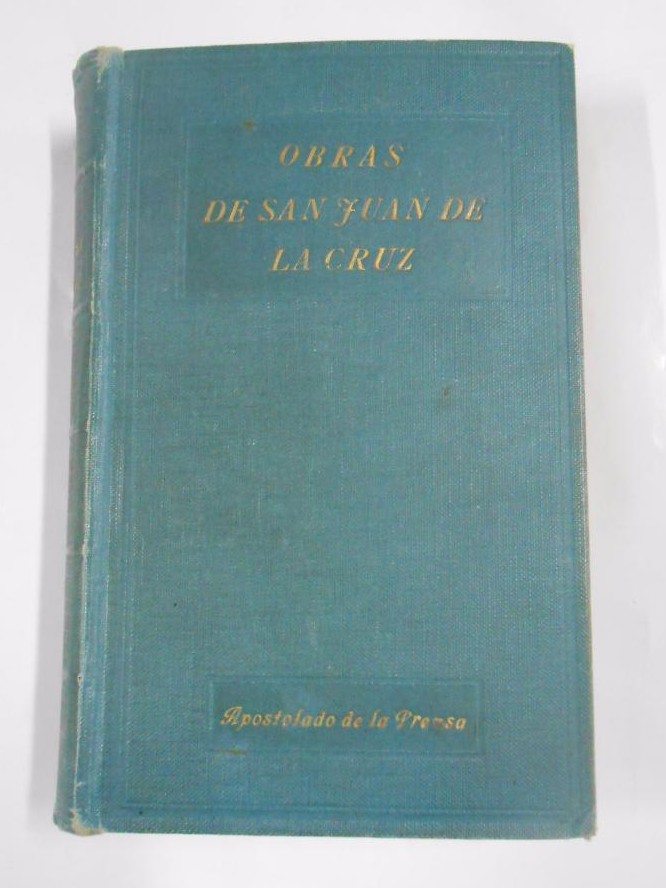 OBRAS
DE SAN JUAN DE
LA CRUZ
Apostolado de la Prensa